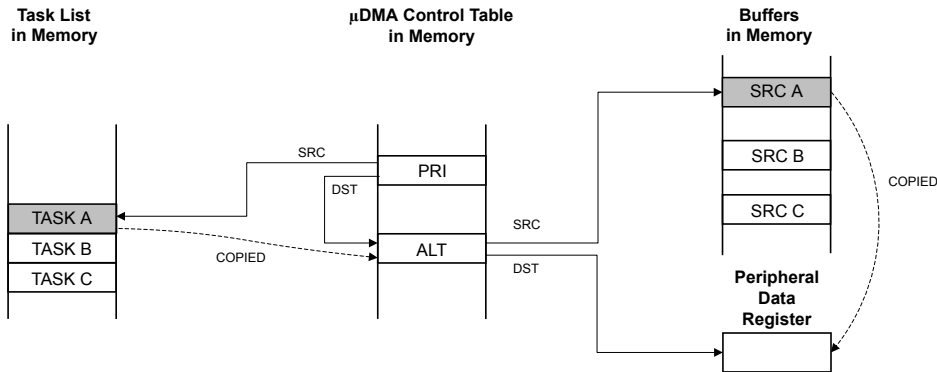 Task List
in Memory
µDMA Control Table
in Memory
Buffers
in Memory
SRC A
SRC B
SRC C
COPIED
SRC
PRI
DST
TASK A
TASK B
TASK C
COPIED
ALT
SRC
DST
Peripheral
Data
Register